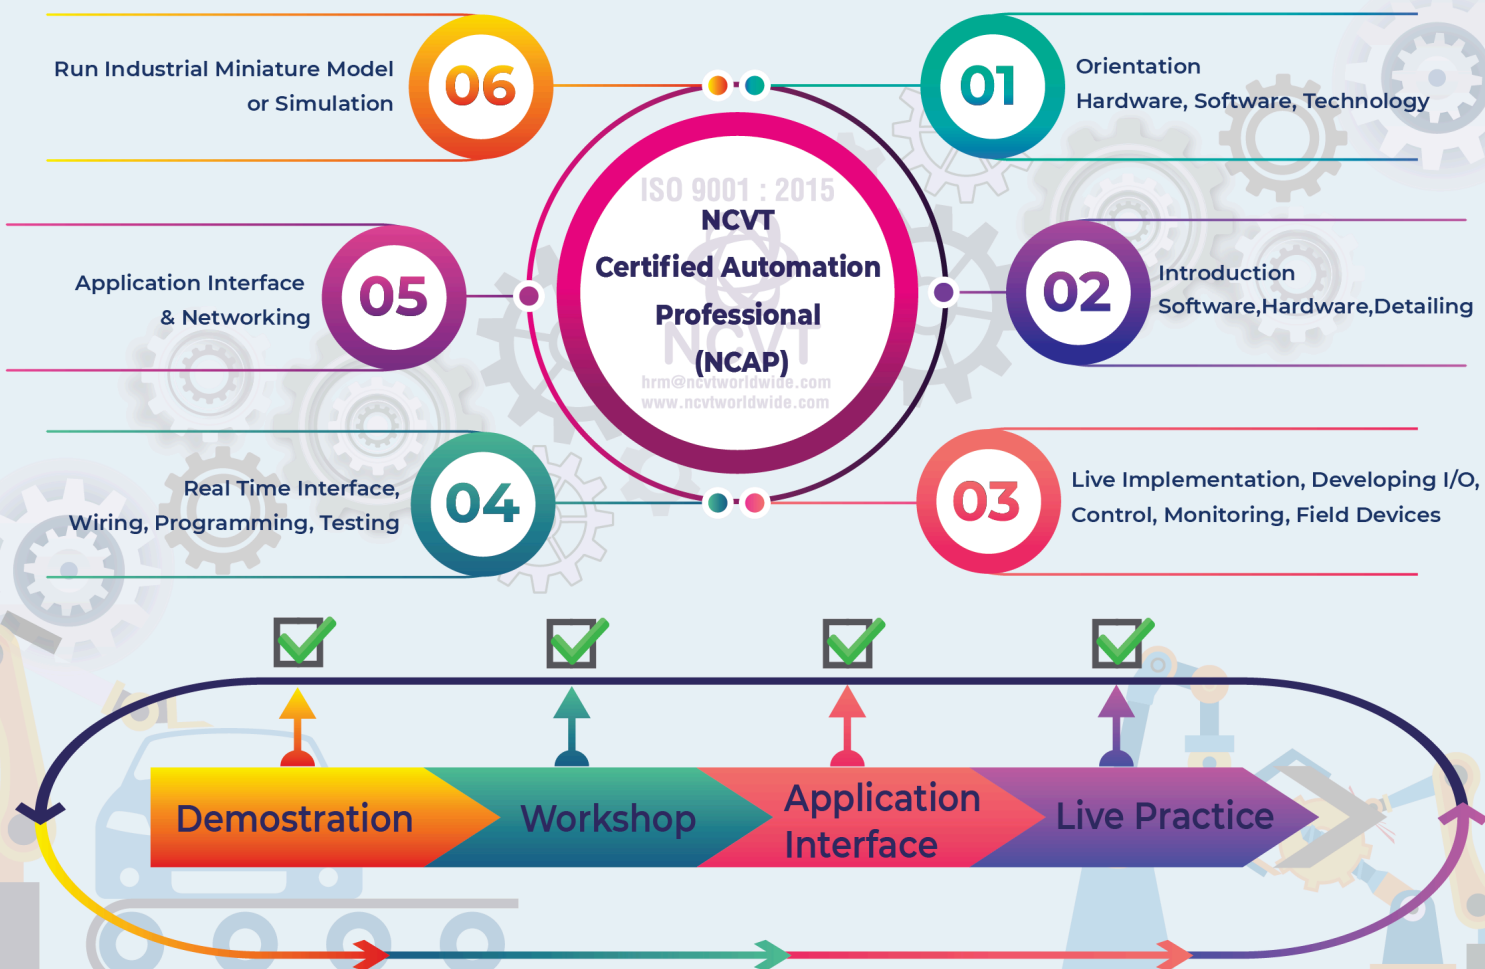 06
Run Industrial Miniature Model
or Simulation
01
Orientation
Hardware, Software, Technology
ISO 9001 : 2015
NCVT
Certified Automation
Professional
(NCAP)
NCVT
hrm@ncvtworldwide.com
www.ncvtworldwide.com
05
Application Interface
& Networking
02
Introduction
Software,Hardware,Detailing
04
Real Time Interface,
Wiring, Programming, Testing
03
Live Implementation, Developing I/O,
Control, Monitoring, Field Devices
Demostration
Workshop
Application
Interface
Live Practice